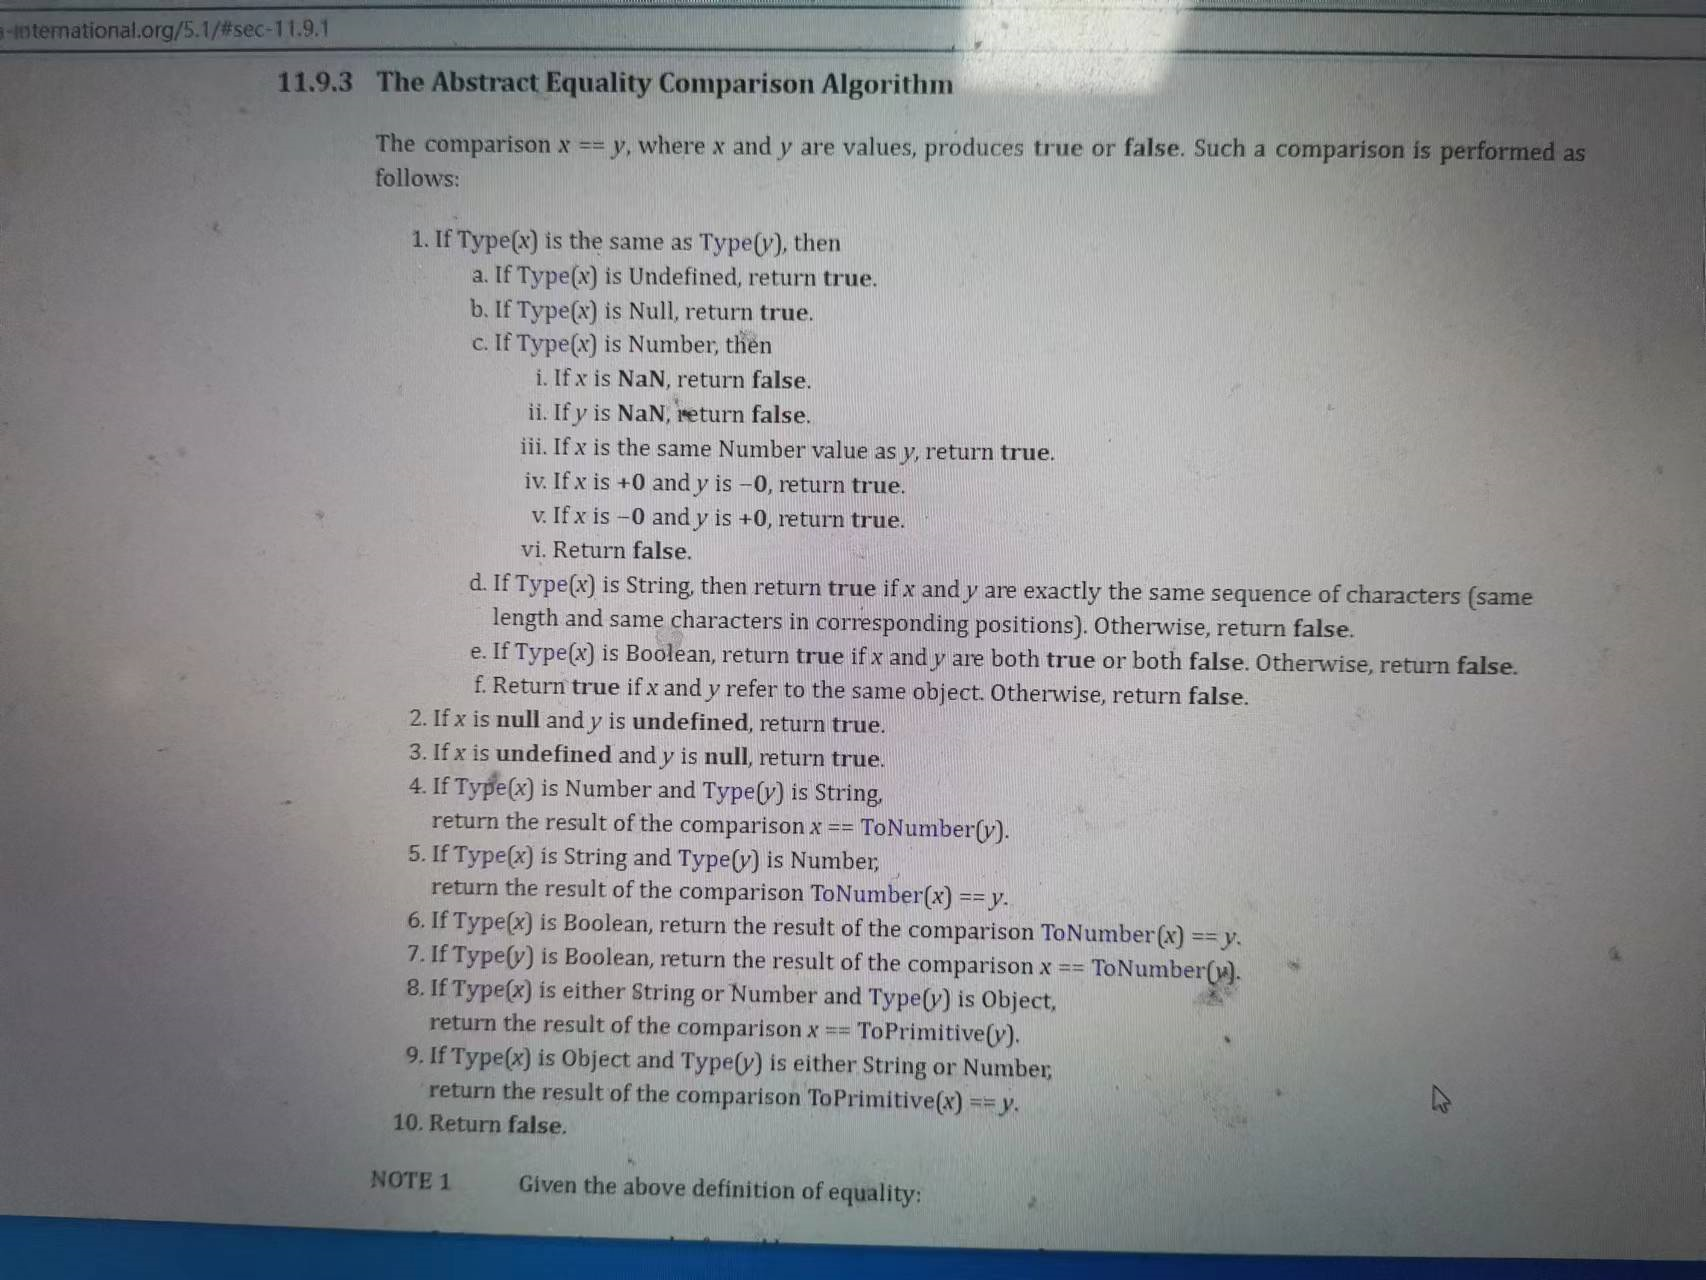 -international.org/5.1/#sec-11.9.1
11.9.3 The Abstract Equality Comparison Algorithm
The comparison x == y, where x and y are values, produces true or false. Such a comparison is performed as
follows:
1. If Type(x) is the same as Type(y), then
a. If Type(x) is Undefined, return true.
b. If Type(x) is Null, return true.
c. If Type(x) is Number, then
i. If x is NaN, return false.
ii. If y is NaN, return false.
iii. If x is the same Number value as y, return true.
iv. If x is +0 and y is −0, return true.
v. If x is −0 and y is +0, return true.
vi. Return false.
d. If Type(x) is String, then return true if x and y are exactly the same sequence of characters (same
length and same characters in corresponding positions). Otherwise, return false.
e. If Type(x) is Boolean, return true if x and y are both true or both false. Otherwise, return false.
f. Return true if x and y refer to the same object. Otherwise, return false.
2. If x is null and y is undefined, return true.
3. If x is undefined and y is null, return true.
4. If Type(x) is Number and Type(y) is String,
return the result of the comparison x == ToNumber(y).
5. If Type(x) is String and Type(y) is Number,
return the result of the comparison ToNumber(x) == y.
6. If Type(x) is Boolean, return the result of the comparison ToNumber(x) == y.
7. If Type(y) is Boolean, return the result of the comparison x == ToNumber(y).
8. If Type(x) is either String or Number and Type(y) is Object,
return the result of the comparison x == ToPrimitive(y).
9. If Type(x) is Object and Type(y) is either String or Number,
return the result of the comparison ToPrimitive(x) == y.
10. Return false.
NOTE 1 Given the above definition of equality: